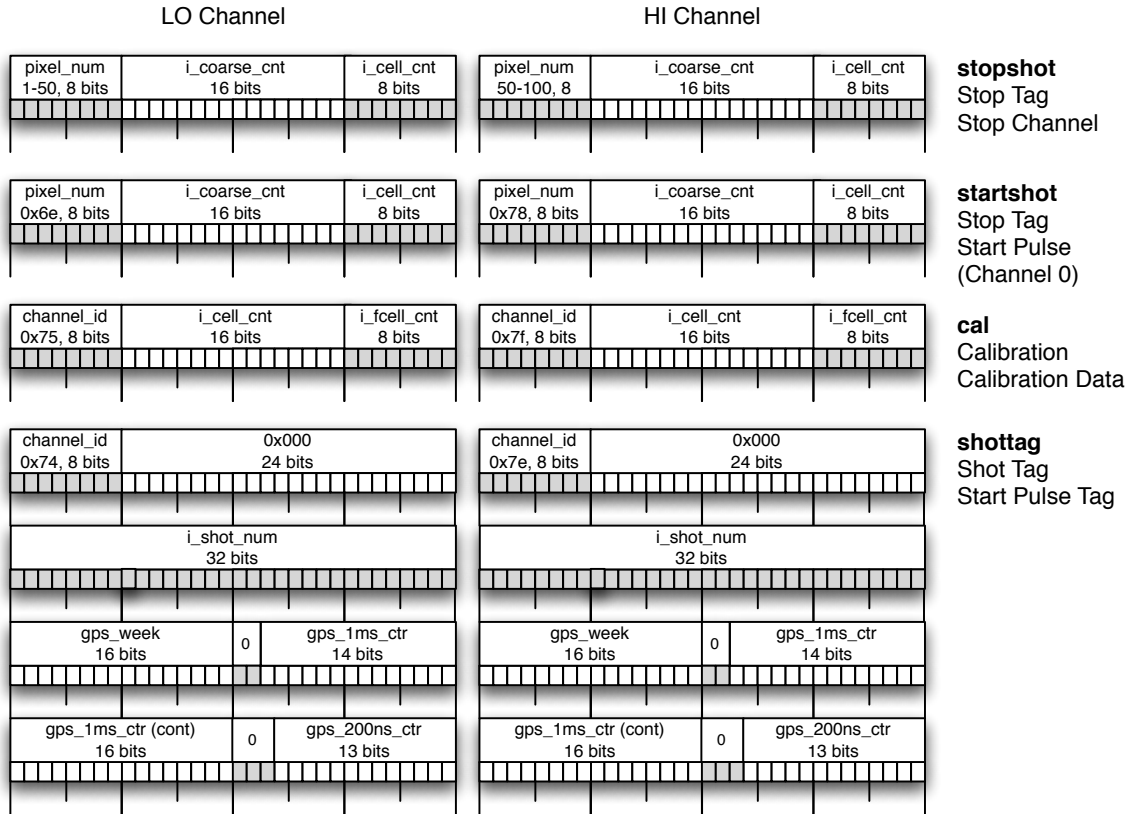 LO Channel
HI Channel
pixel_num
1-50, 8 bits
i_coarse_cnt
16 bits
i_cell_cnt
8 bits
pixel_num
50-100, 8
i_coarse_cnt
16 bits
i_cell_cnt
8 bits
stopshot
Stop Tag
Stop Channel
pixel_num
0x6e, 8 bits
i_coarse_cnt
16 bits
i_cell_cnt
8 bits
pixel_num
0x78, 8 bits
i_coarse_cnt
16 bits
i_cell_cnt
8 bits
startshot
Stop Tag
Start Pulse
(Channel 0)
channel_id
0x75, 8 bits
i_cell_cnt
16 bits
i_fcell_cnt
8 bits
channel_id
0x7f, 8 bits
i_cell_cnt
16 bits
i_fcell_cnt
8 bits
cal
Calibration
Calibration Data
channel_id
0x74, 8 bits
0x000
24 bits
channel_id
0x7e, 8 bits
0x000
24 bits
shottag
Shot Tag
Start Pulse Tag
i_shot_num
32 bits
i_shot_num
32 bits
gps_week
16 bits
0
gps_1ms_ctr
14 bits
gps_week
16 bits
0
gps_1ms_ctr
14 bits
gps_1ms_ctr (cont)
16 bits
0
gps_200ns_ctr
13 bits
gps_1ms_ctr (cont)
16 bits
0
gps_200ns_ctr
13 bits